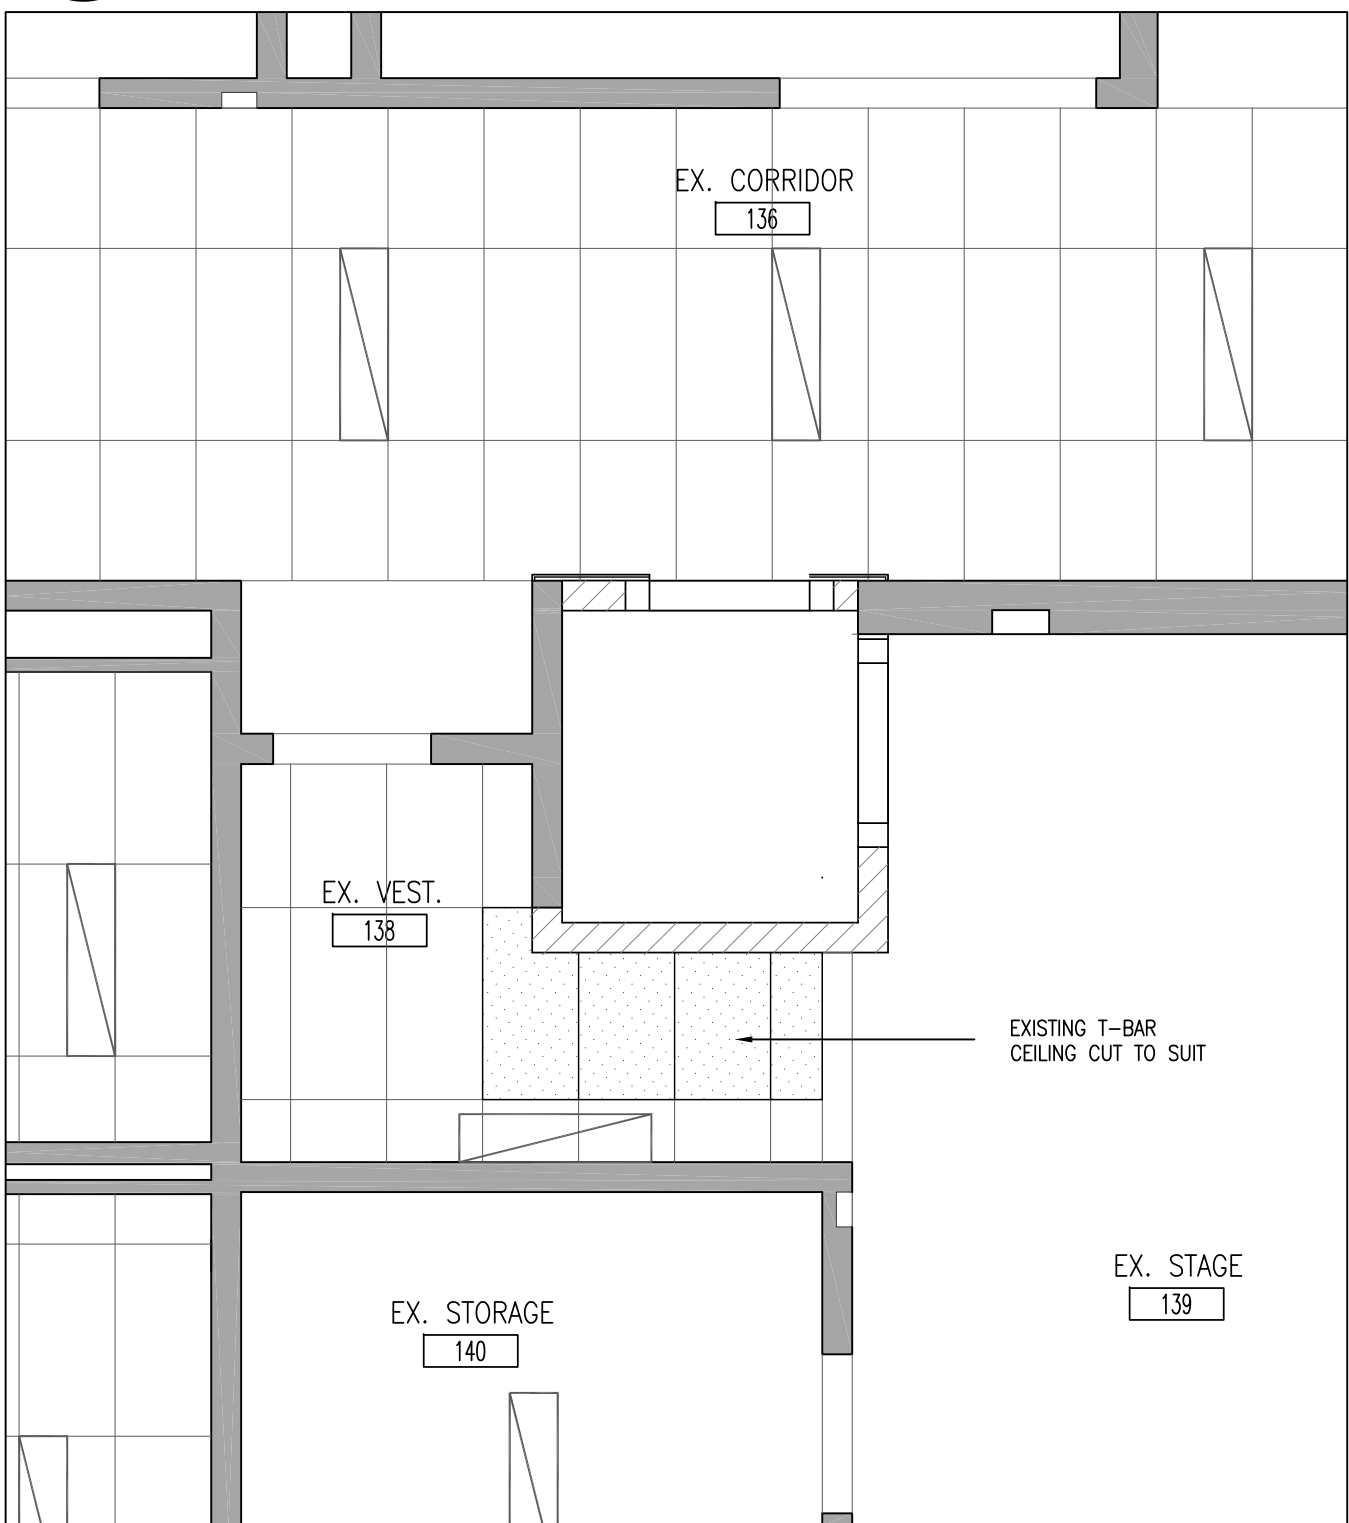 EX. CORRIDOR
136
EX. VEST.
138
EXISTING T-BAR
CEILING CUT TO SUIT
EX. STAGE
139
EX. STORAGE
140